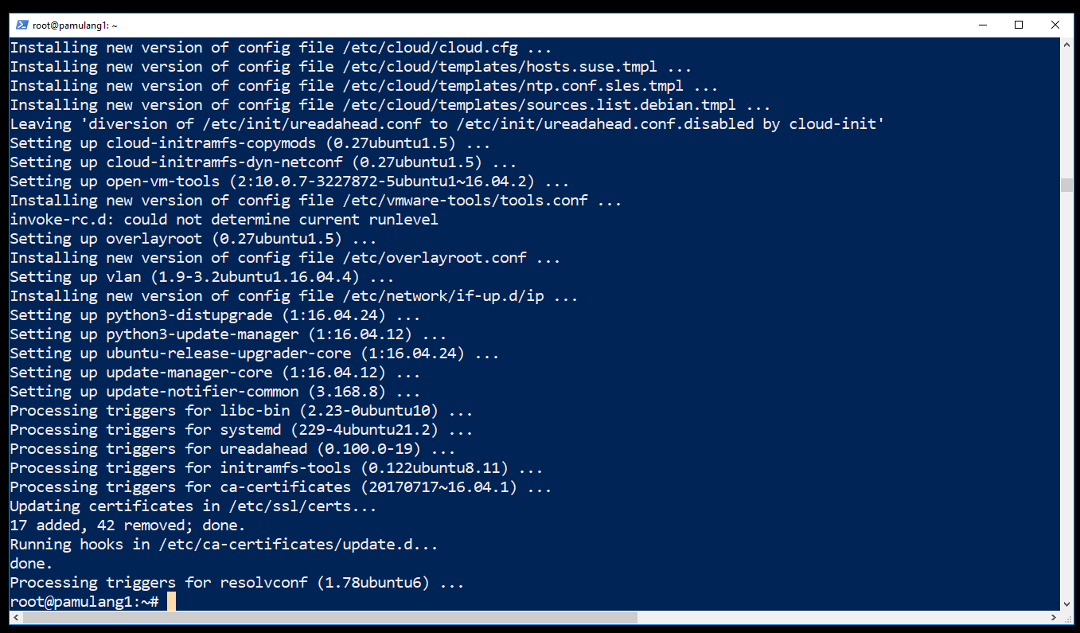 root@pamulang1: ~
Installing new version of config file /etc/cloud/cloud.cfg ...
Installing new version of config file /etc/cloud/templates/hosts.suse.tmpl ...
Installing new version of config file /etc/cloud/templates/ntp.conf.sles.tmpl ...
Installing new version of config file /etc/cloud/templates/sources.list.debian.tmpl ...
Leaving 'diversion of /etc/init/ureadahead.conf to /etc/init/ureadahead.conf.disabled by cloud-init'
Setting up cloud-initramfs-copymods (0.27ubuntu1.5) ...
Setting up cloud-initramfs-dyn-netconf (0.27ubuntu1.5) ...
Setting up open-vm-tools (2:10.0.7-3227872-5ubuntu1~16.04.2) ...
Installing new version of config file /etc/vmware-tools/tools.conf ...
invoke-rc.d: could not determine current runlevel
Setting up overlayroot (0.27ubuntu1.5) ...
Installing new version of config file /etc/overlayroot.conf ...
Setting up vlan (1.9-3.2ubuntu1.16.04.4) ...
Installing new version of config file /etc/network/if-up.d/ip ...
Setting up python3-distupgrade (1:16.04.24) ...
Setting up python3-update-manager (1:16.04.12) ...
Setting up ubuntu-release-upgrader-core (1:16.04.24) ...
Setting up update-manager-core (1:16.04.12) ...
Setting up update-notifier-common (3.168.8) ...
Processing triggers for libc-bin (2.23-0ubuntu10) ...
Processing triggers for systemd (229-4ubuntu21.2) ...
Processing triggers for ureadahead (0.100.0-19) ...
Processing triggers for initramfs-tools (0.122ubuntu8.11) ...
Processing triggers for ca-certificates (20170717~16.04.1) ...
Updating certificates in /etc/ssl/certs...
17 added, 42 removed; done.
Running hooks in /etc/ca-certificates/update.d...
done.
Processing triggers for resolvconf (1.78ubuntu6) ...
root@pamulang1:~#